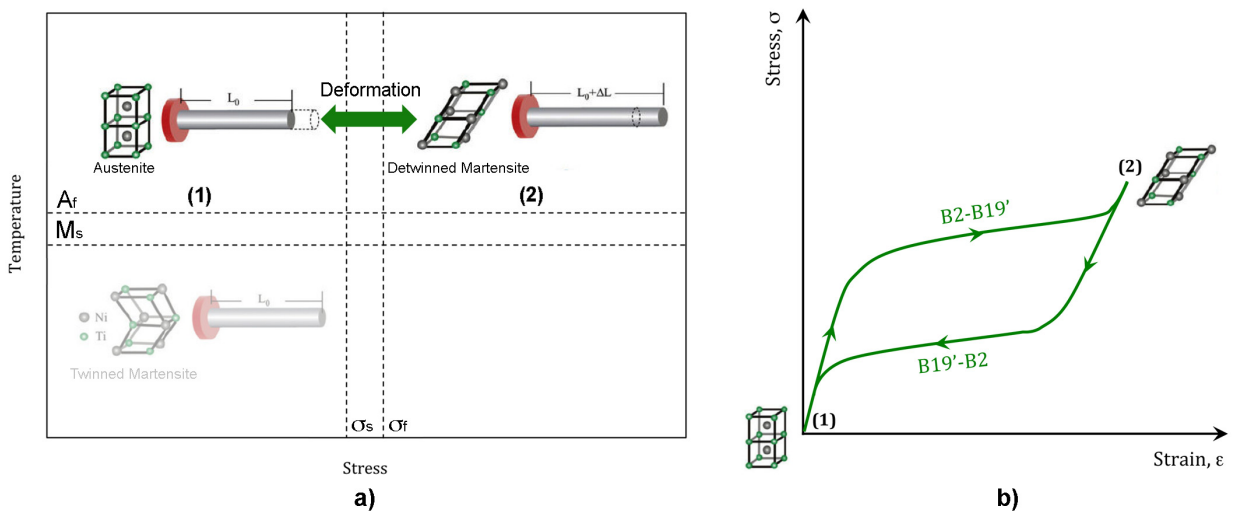 L₀
Deformation
L₀+ΔL
Austenite
Detwinned Martensite
(1)
(2)
Af
Ms
Temperature
L₀
Ni
Ti
Twinned Martensite
σs
σf
Stress
a)
Stress, σ
(2)
B2-B19’
B19’-B2
(1)
Strain, ε
b)